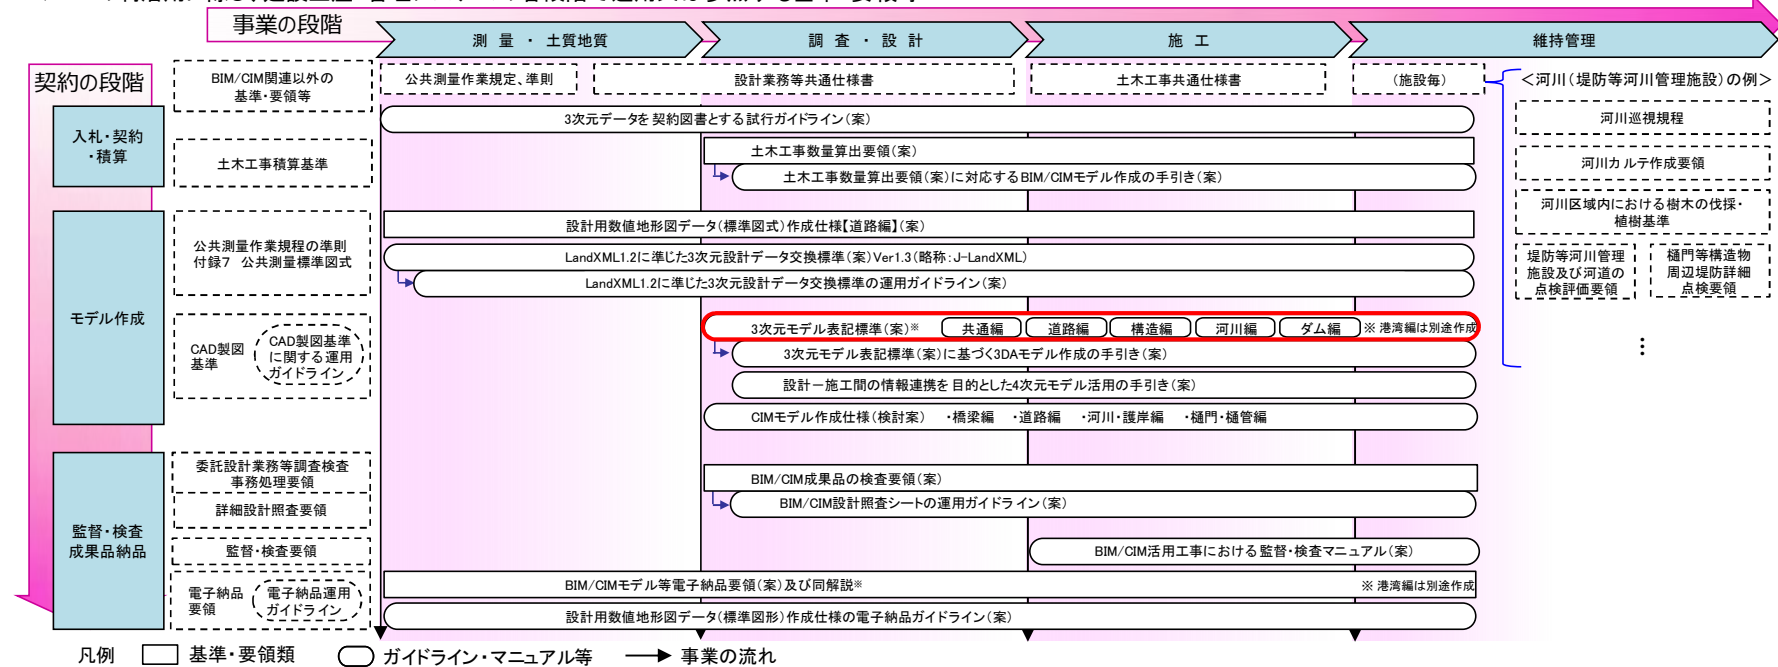 事業の段階
測 量 ・ 土質地質
調 査 ・ 設 計
施 工
維持管理
契約の段階
BIM/CIM関連以外の
基準・要領等
公共測量作業規定、準則
設計業務等共通仕様書
土木工事共通仕様書
(施設毎)
<河川(堤防等河川管理施設)の例>
入札・契約
・積算
土木工事積算基準
3次元データを契約図書とする試行ガイドライン(案)
土木工事数量算出要領(案)
土木工事数量算出要領(案)に対応するBIM/CIMモデル作成の手引き(案)
河川巡視規程
河川カルテ作成要領
河川区域内における樹木の伐採・
植樹基準
堤防等河川管理
施設及び河道の
点検評価要領
樋門等構造物
周辺堤防詳細
点検要領
⋮
モデル作成
公共測量作業規程の準則
付録7 公共測量標準図式
CAD製図
基準
CAD製図基準
に関する運用
ガイドライン
設計用数値地形図データ(標準図式)作成仕様【道路編】(案)
LandXML1.2に準じた3次元設計データ交換標準(案)Ver1.3(略称:J-LandXML)
LandXML1.2に準じた3次元設計データ交換標準の運用ガイドライン(案)
3次元モデル表記標準(案)※ 共通編 道路編 構造編 河川編 ダム編 ※ 港湾編は別途作成
3次元モデル表記標準(案)に基づく3DAモデル作成の手引き(案)
設計－施工間の情報連携を目的とした4次元モデル活用の手引き(案)
CIMモデル作成仕様(検討案) ・橋梁編 ・道路編 ・河川・護岸編 ・樋門・樋管編
監督・検査
成果品納品
委託設計業務等調査検査
事務処理要領
詳細設計照査要領
監督・検査要領
電子納品
要領
電子納品運用
ガイドライン
BIM/CIM成果品の検査要領(案)
BIM/CIM設計照査シートの運用ガイドライン(案)
BIM/CIM活用工事における監督・検査マニュアル(案)
BIM/CIMモデル等電子納品要領(案)及び同解説※ ※ 港湾編は別途作成
設計用数値地形図データ(標準図形)作成仕様の電子納品ガイドライン(案)
凡例 基準・要領類 ガイドライン・マニュアル等 事業の流れ